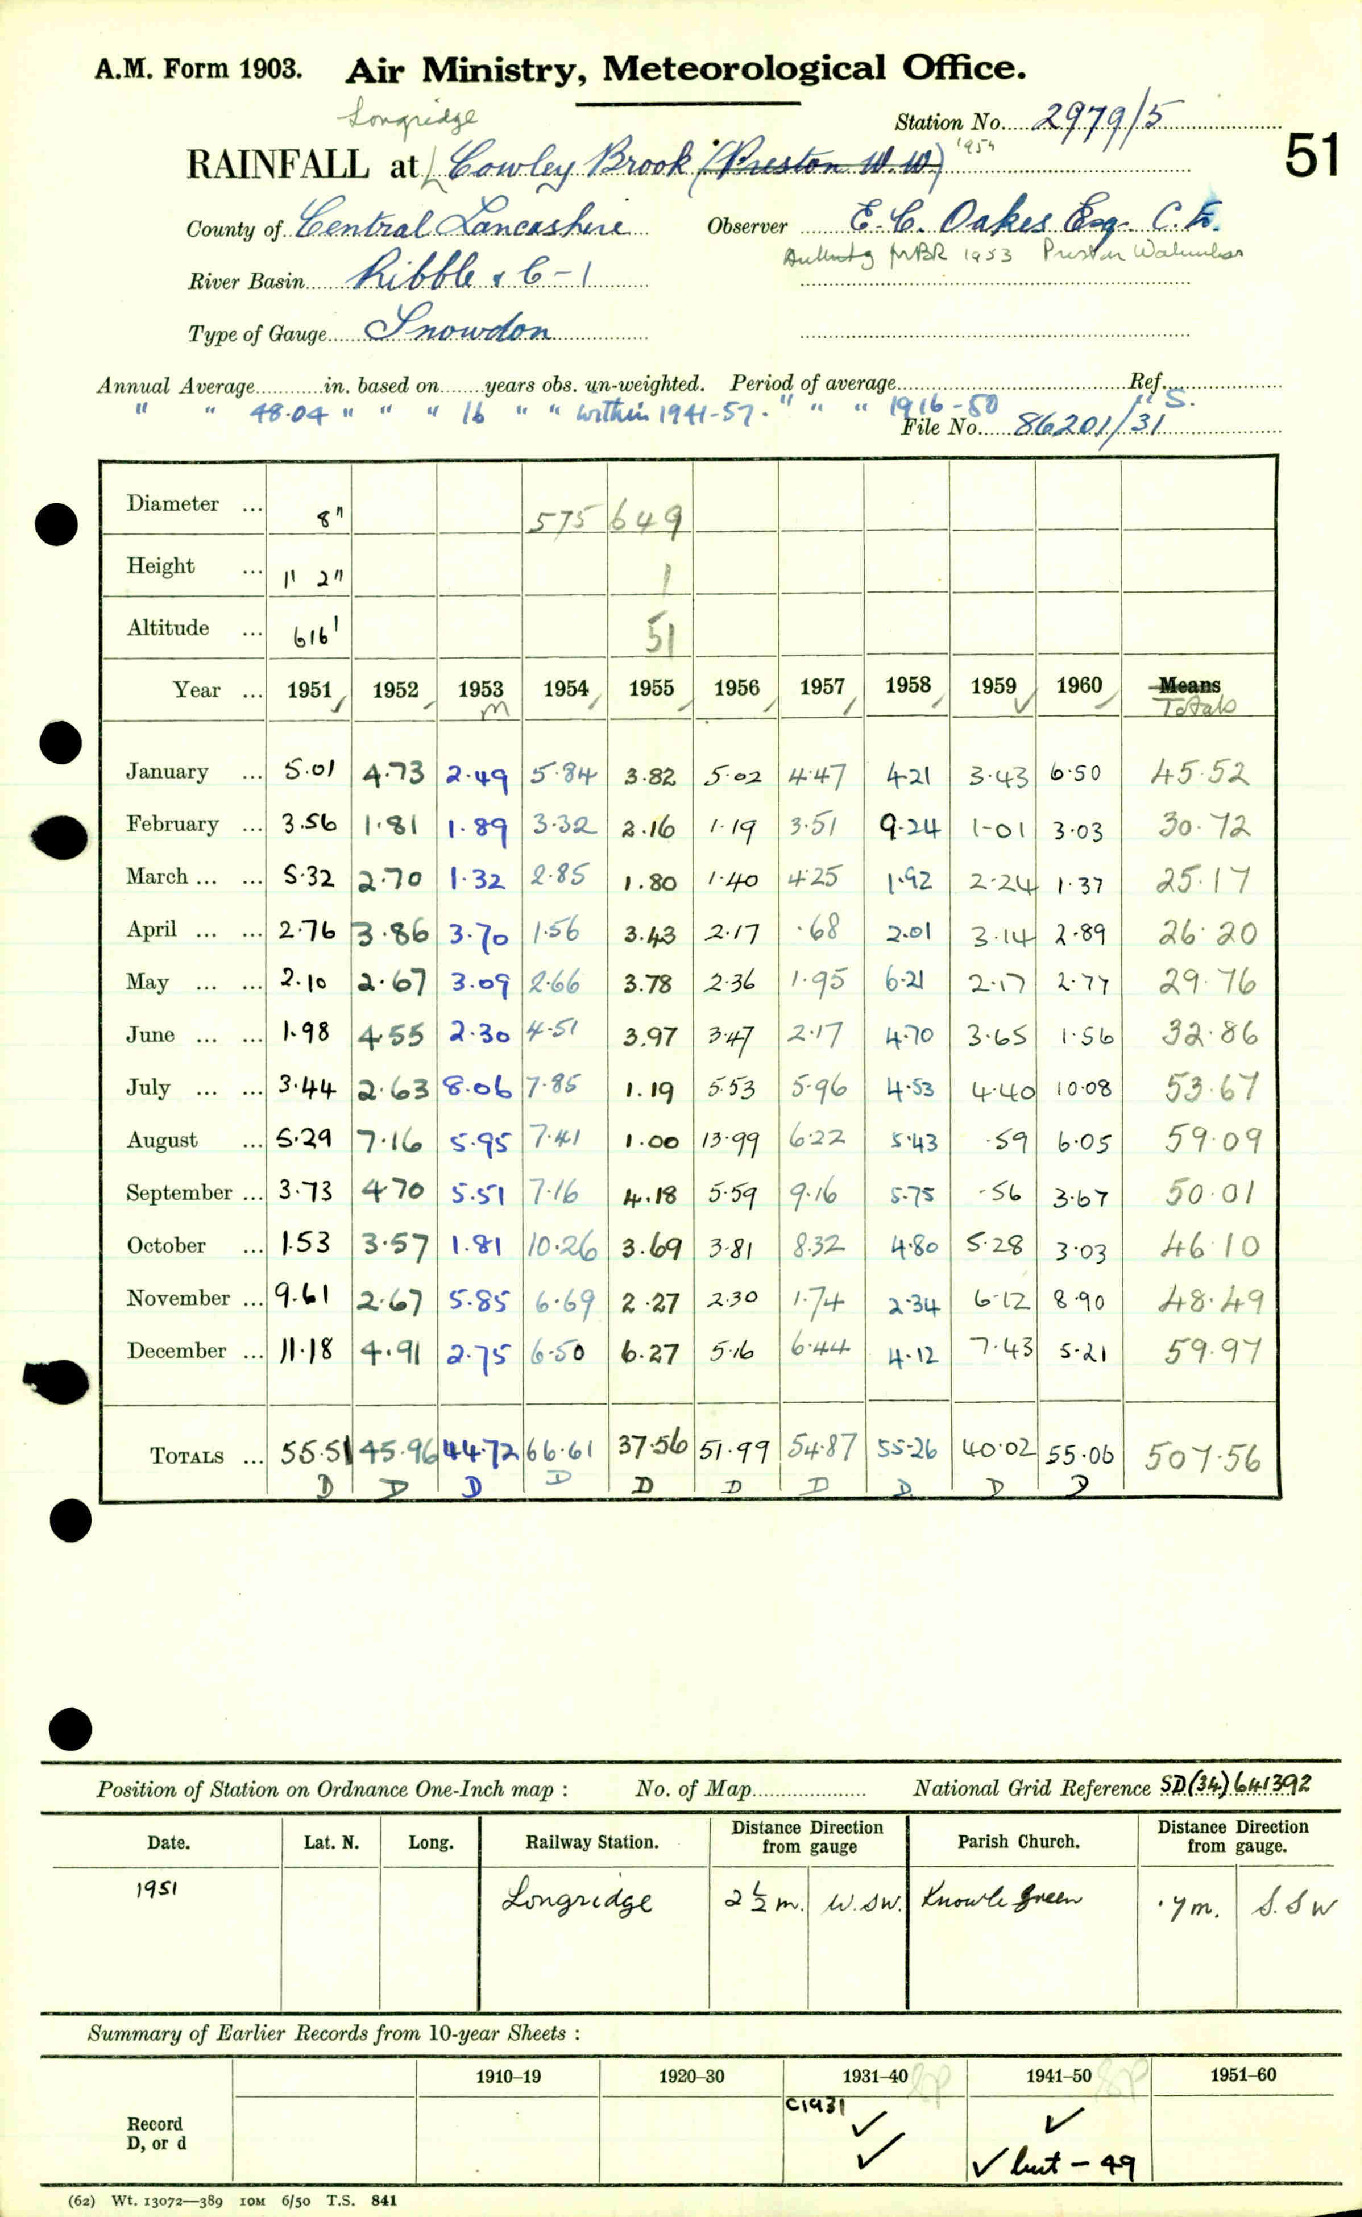 A.M. Form 1903. Air Ministry, Meteorological Office.
Longridge
Station No. 2979/5
RAINFALL at Cowley Brook (Preston W.W.) 1954
51
County of Central Lancashire Observer E. C. Oakes Esq. C.E.
MBR 1953 Preston
River Basin Ribble & C-1
Type of Gauge Snowdon
Annual Average in. based on years obs. un-weighted. Period of average Ref.
" " 48.04 " " " 16 " " within 1941-57. " " " 1916-50 " S.
File No. 86201/31
Diameter ... 8" 575 649
Height ... 1' 2" 1
Altitude ... 616' 51
Year ... 1951 1952 1953 1954 1955 1956 1957 1958 1959 1960 Means
m Totals
January ... 5.01 4.73 2.49 5.84 3.82 5.02 4.47 4.21 3.43 6.50 45.52
February ... 3.56 1.81 1.89 3.32 2.16 1.19 3.51 9.24 1.01 3.03 30.72
March ... ... 5.32 2.70 1.32 2.85 1.80 1.40 4.25 1.92 2.24 1.37 25.17
April ... ... 2.76 3.86 3.70 1.56 3.43 2.17 .68 2.01 3.14 2.89 26.20
May ... ... 2.10 2.67 3.09 2.66 3.78 2.36 1.95 6.21 2.17 2.77 29.76
June ... ... 1.98 4.55 2.30 4.51 3.97 3.47 2.17 4.70 3.65 1.56 32.86
July ... ... 3.44 2.63 8.06 7.85 1.19 5.53 5.96 4.53 4.40 10.08 53.67
August ... 5.29 7.16 5.95 7.41 1.00 13.99 6.22 5.43 .59 6.05 59.09
September ... 3.73 4.70 5.51 7.16 4.18 5.59 9.16 5.75 .56 3.67 50.01
October ... 1.53 3.57 1.81 10.26 3.69 3.81 8.32 4.80 5.28 3.03 46.10
November ... 9.61 2.67 5.85 6.69 2.27 2.30 1.74 2.34 6.12 8.90 48.49
December ... 11.18 4.91 2.75 6.50 6.27 5.16 6.44 4.12 7.43 5.21 59.97
TOTALS ... 55.51 45.96 44.72 66.61 37.56 51.99 54.87 55.26 40.02 55.06 507.56
D D D D D D D D D D
Position of Station on Ordnance One-Inch map : No. of Map National Grid Reference SD(34)641392
Date. Lat. N. Long. Railway Station. Distance Direction from gauge Parish Church. Distance Direction from gauge.
1951 Longridge 2½ m. W.SW. Knowle Green .7 m. S.S W
Summary of Earlier Records from 10-year Sheets :
1910–19 1920–30 1931–40 1941–50 1951–60
C1931
Record
D, or d
✓ ✓
✓ ✓ but - 49
(62) Wt. 13072—389 10M 6/50 T.S. 841